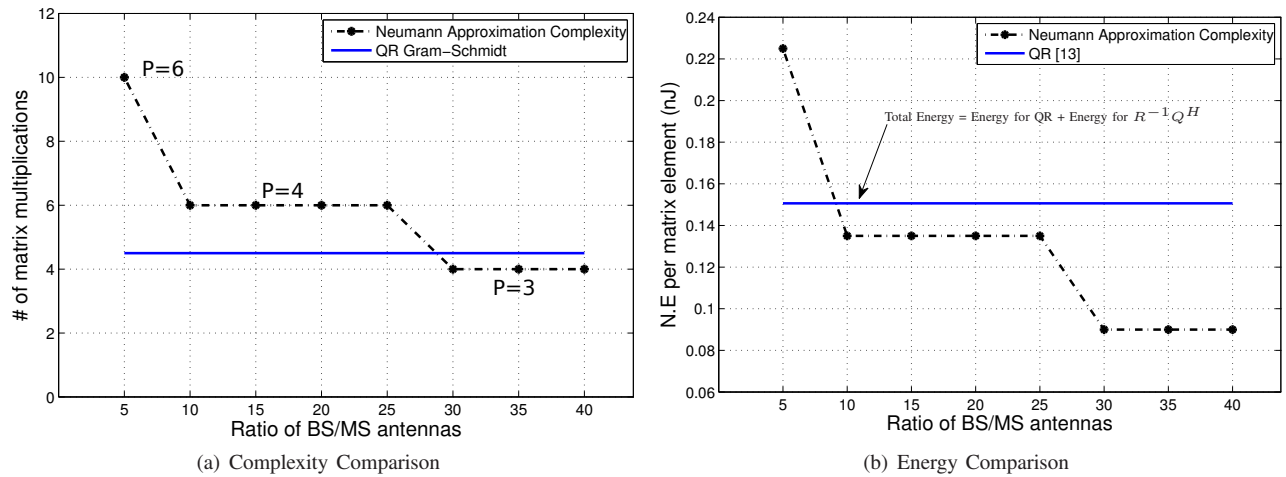 12
10
8
6
4
2
0
# of matrix multiplications
Neumann Approximation Complexity
QR Gram−Schmidt
P=6
P=4
P=3
5 10 15 20 25 30 35 40
Ratio of BS/MS antennas
(a) Complexity Comparison
0.24
0.22
0.2
0.18
0.16
0.14
0.12
0.1
0.08
0.06
N.E per matrix element (nJ)
Neumann Approximation Complexity
QR [13]
Total Energy = Energy for QR + Energy for R^{-1}Q^{H}
5 10 15 20 25 30 35 40
Ratio of BS/MS antennas
(b) Energy Comparison